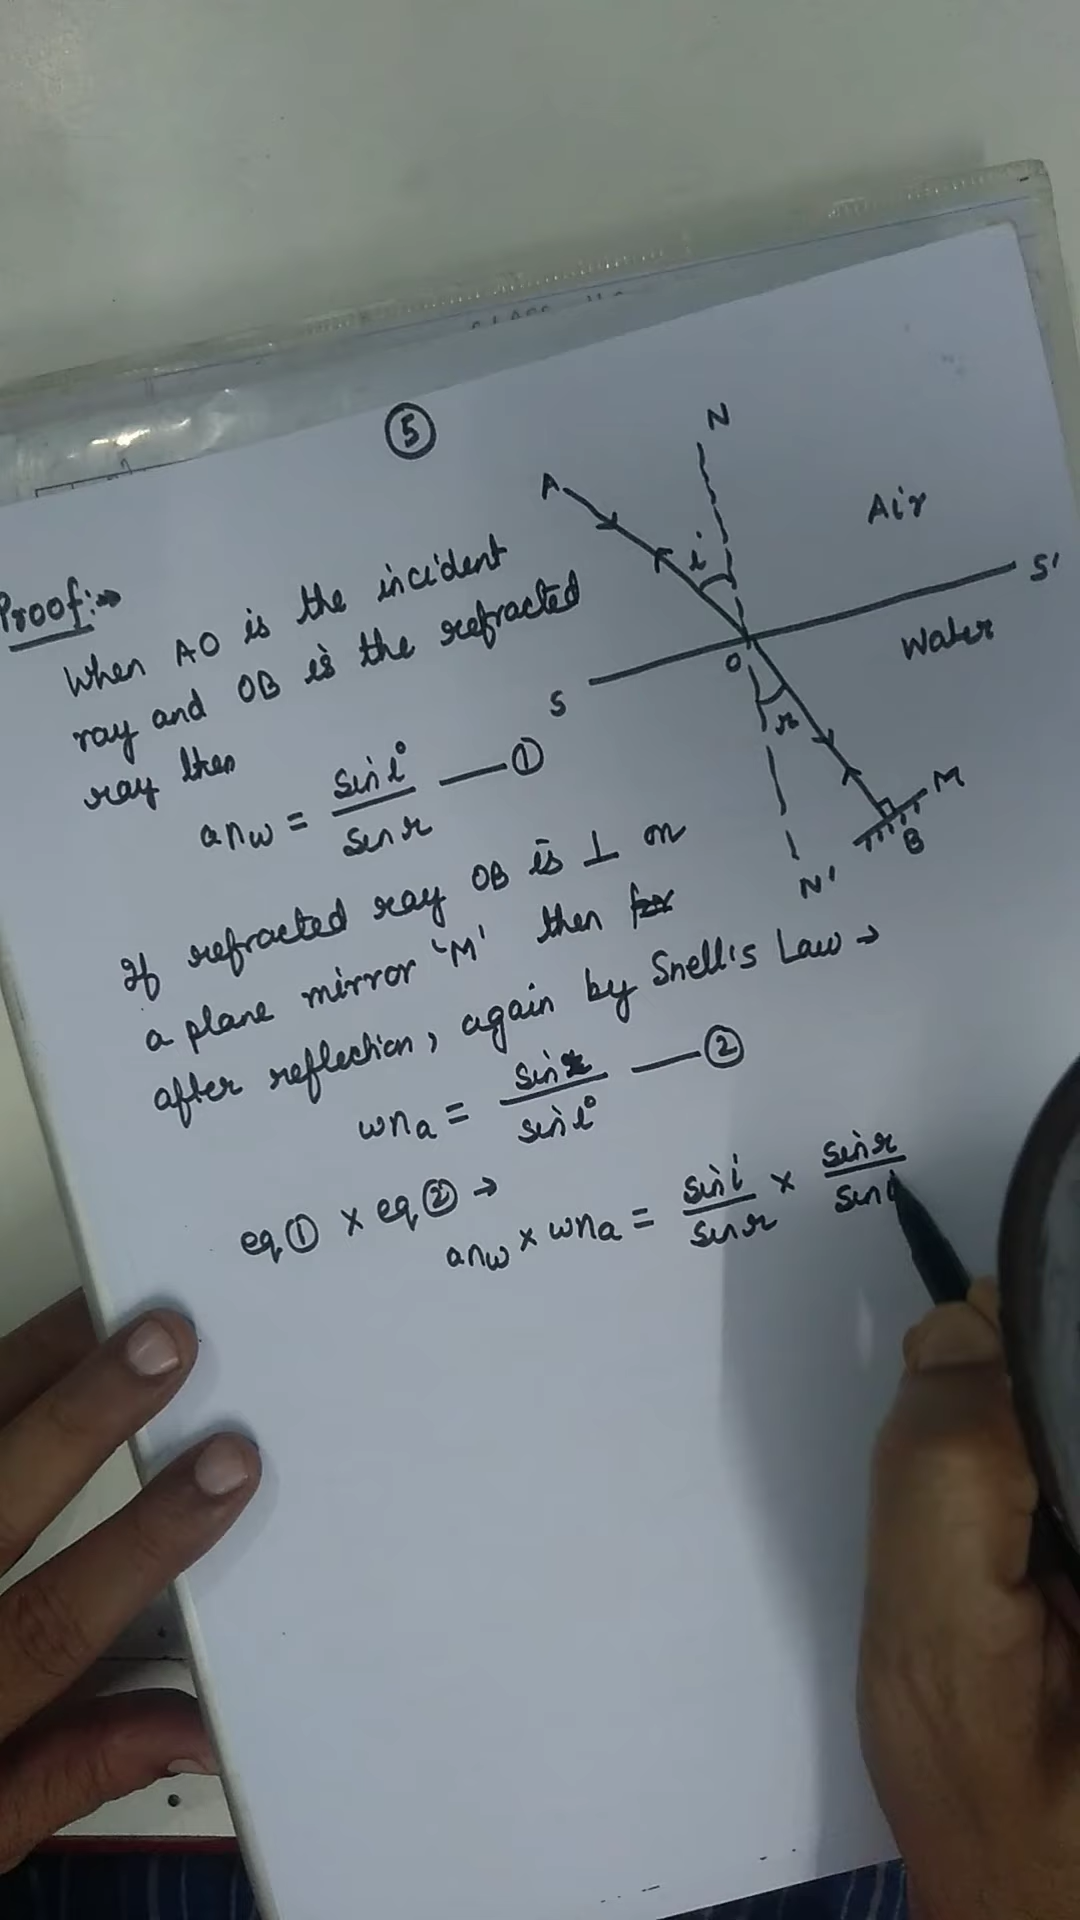 5
Proof:→
When AO is the incident
ray and OB is the refracted
ray then
anw = sin i / sin r — 1
If refracted ray OB is ⊥ on
a plane mirror 'M' then
after reflection, again by Snell's Law →
wna = sin r / sin i — 2
eq 1 × eq 2 →
anw × wna = sin i / sin r × sin r / sin i
N
A
i
Air
S'
O
Water
S
r
M
B
N'